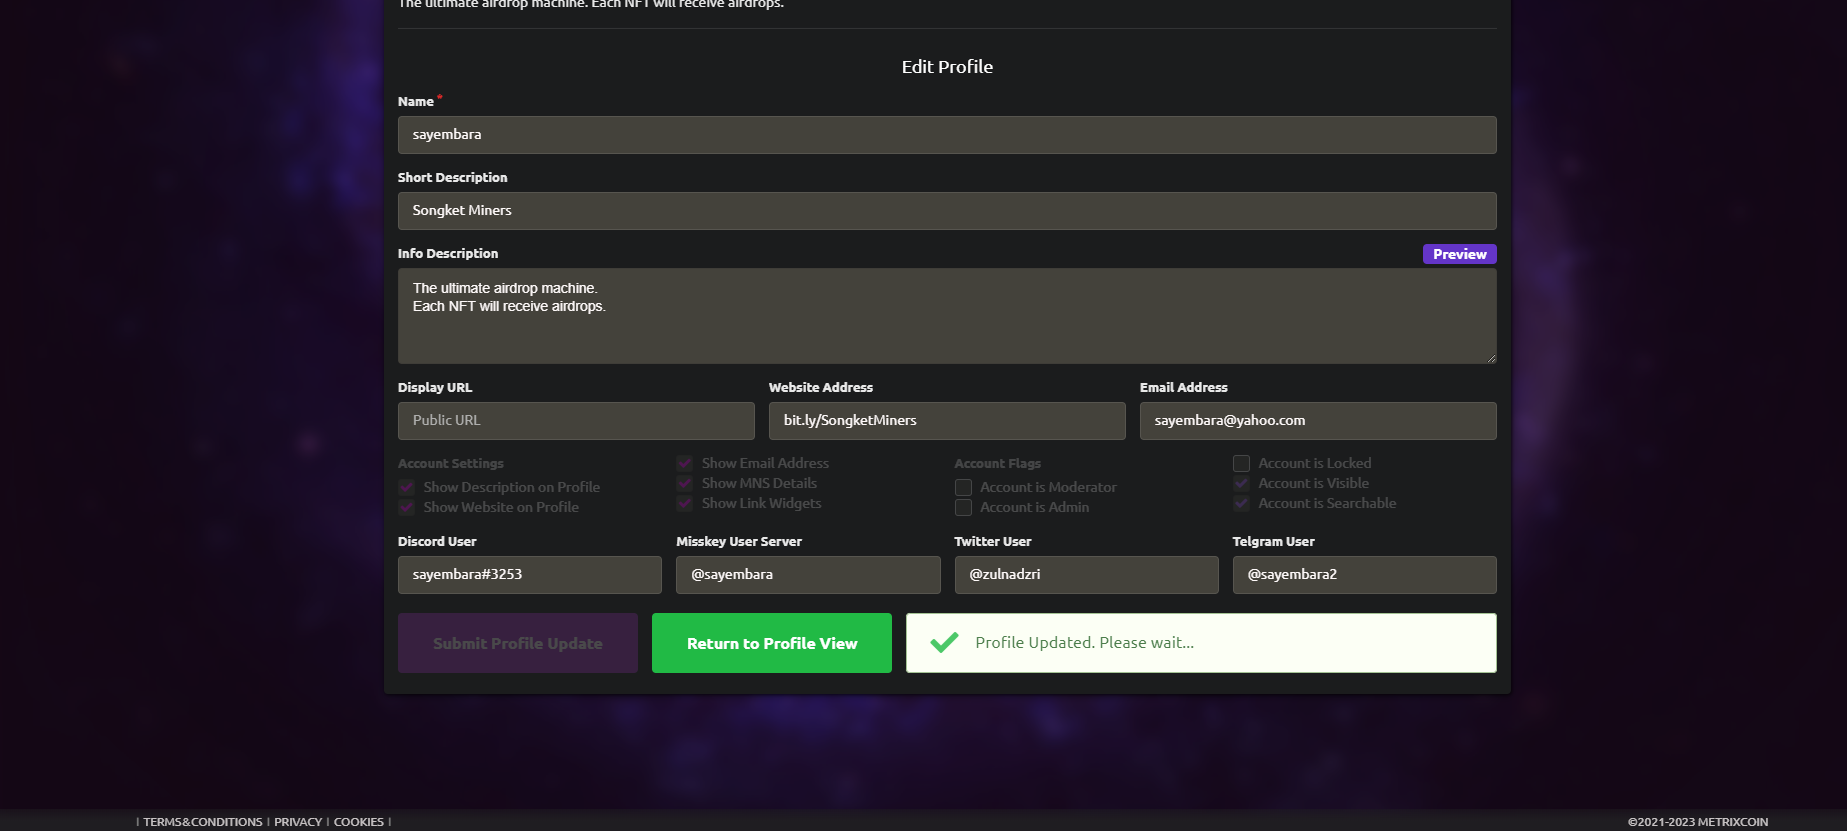 The ultimate airdrop machine. Each NFT will receive airdrops.
Edit Profile
Name *
sayembara
Short Description
Songket Miners
Info Description
Preview
The ultimate airdrop machine.
Each NFT will receive airdrops.
Display URL
Website Address
Email Address
Public URL
bit.ly/SongketMiners
sayembara@yahoo.com
Account Settings
Show Description on Profile
Show Website on Profile
Show Email Address
Show MNS Details
Show Link Widgets
Account Flags
Account is Moderator
Account is Admin
Account is Locked
Account is Visible
Account is Searchable
Discord User
Misskey User Server
Twitter User
Telgram User
sayembara#3253
@sayembara
@zulnadzri
@sayembara2
Submit Profile Update
Return to Profile View
Profile Updated. Please wait...
| TERMS&CONDITIONS | PRIVACY | COOKIES |
©2021-2023 METRIXCOIN